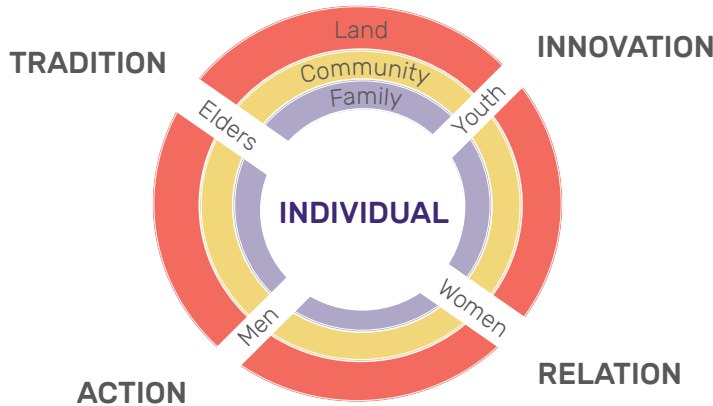 Land
INNOVATION
TRADITION
Community
Family
Youth
Elders
INDIVIDUAL
Women
Men
RELATION
ACTION